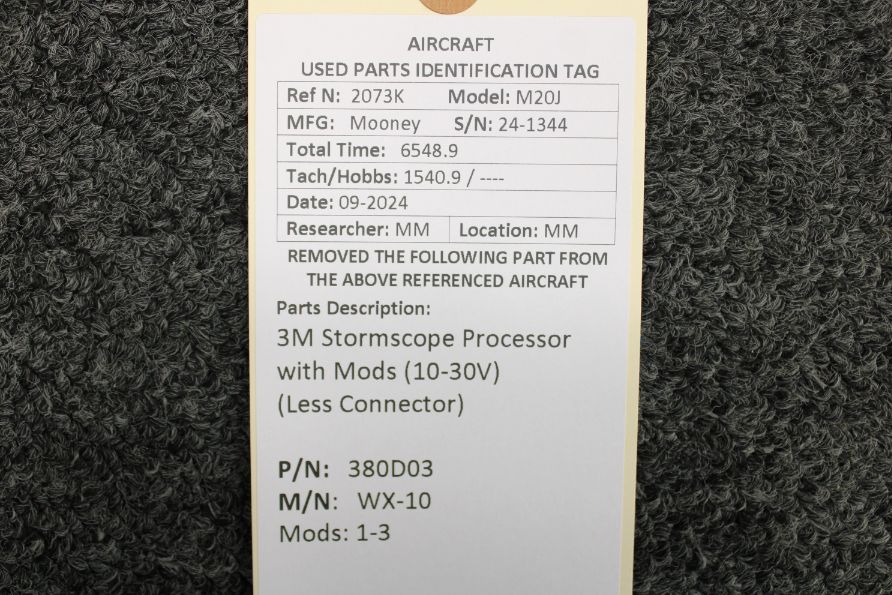 AIRCRAFT
USED PARTS IDENTIFICATION TAG
Ref N: 2073K Model: M20J
MFG: Mooney S/N: 24-1344
Total Time: 6548.9
Tach/Hobbs: 1540.9 / ----
Date: 09-2024
Researcher: MM Location: MM
REMOVED THE FOLLOWING PART FROM
THE ABOVE REFERENCED AIRCRAFT
Parts Description:
3M Stormscope Processor
with Mods (10-30V)
(Less Connector)
P/N: 380D03
M/N: WX-10
Mods: 1-3